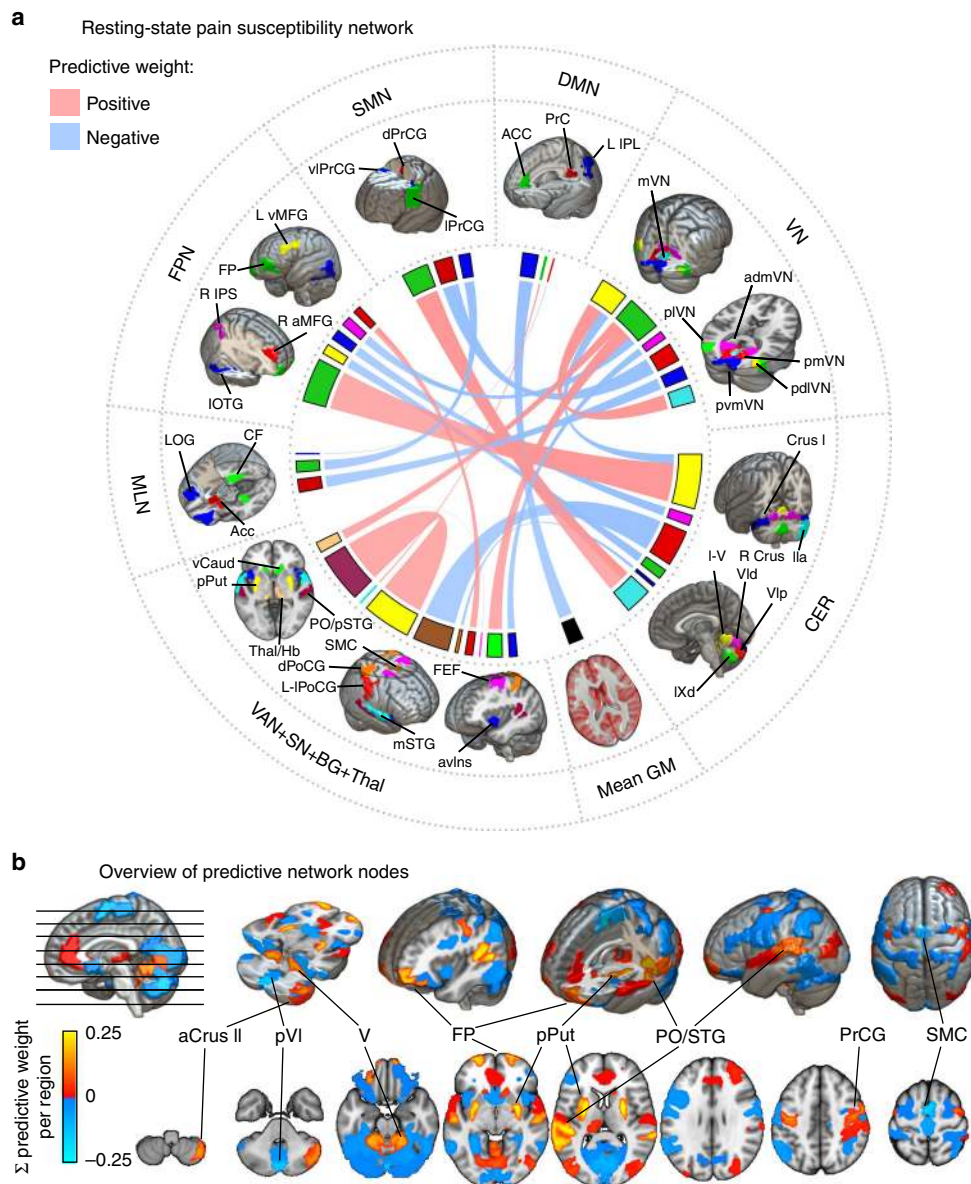 a
Resting-state pain susceptibility network
Predictive weight:
Positive
Negative
SMN
DMN
VN
FPN
MLN
CER
VAN+SN+BG+Thal
Mean GM
dPrCG
vlPrCG
lPrCG
ACC
PrC
L IPL
mVN
admVN
plVN
pmVN
pdlVN
pvmVN
L vMFG
FP
R IPS
R aMFG
lOTG
LOG
CF
Acc
vCaud
pPut
PO/pSTG
Thal/Hb
SMC
dPoCG
L-lPoCG
mSTG
FEF
avIns
Crus I
I-V
R Crus
IIa
VId
VIp
IXd
b
Overview of predictive network nodes
aCrus II
pVI
V
FP
pPut
PO/STG
PrCG
SMC
0.25
0
−0.25
Σ predictive weight
per region